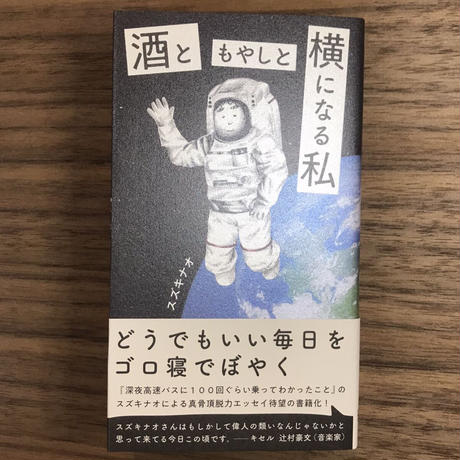 酒と
もやしと
横になる私
スズキナオ
どうでもいい毎日を
ゴロ寝でぼやく
『深夜高速バスに100回ぐらい乗ってわかったこと』の
スズキナオによる真骨頂脱力エッセイ待望の書籍化！
スズキナオさんはもしかして偉人の類いなんじゃないかと
思って来てる今日この頃です。——キセル 辻村豪文（音楽家）